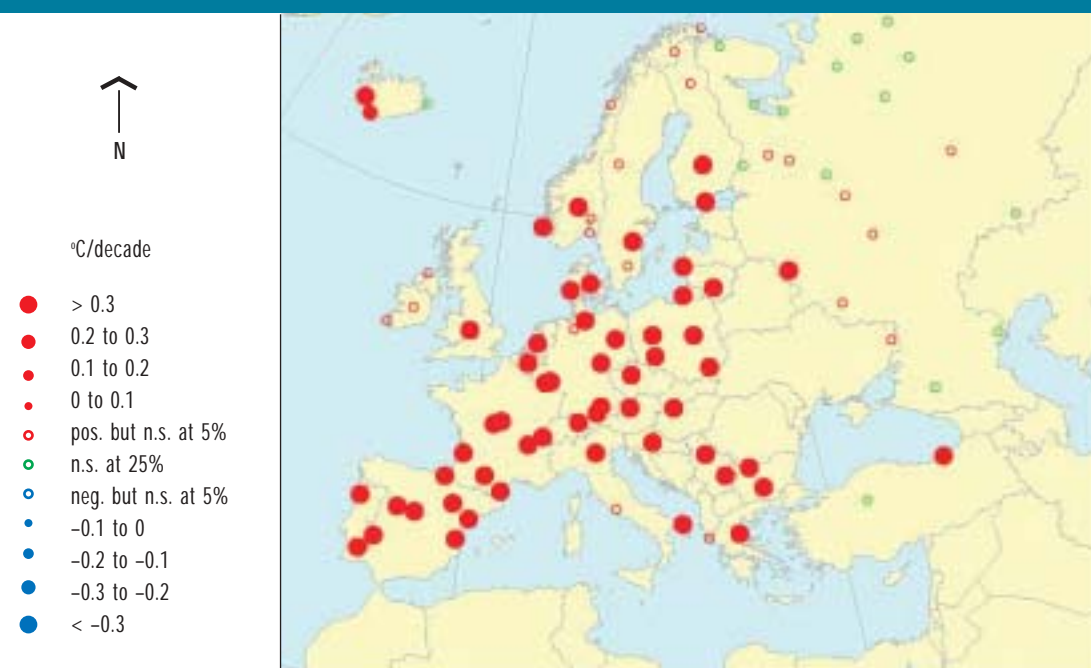 N
ºC/decade
> 0.3
0.2 to 0.3
0.1 to 0.2
0 to 0.1
pos. but n.s. at 5%
n.s. at 25%
neg. but n.s. at 5%
–0.1 to 0
–0.2 to –0.1
–0.3 to –0.2
< –0.3